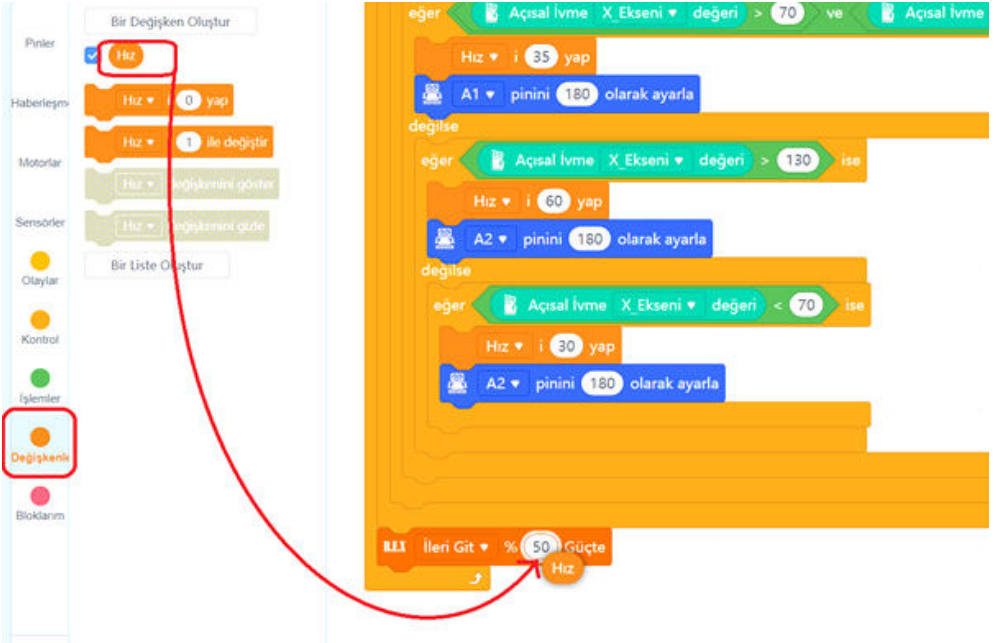 Pinler
Haberleşme
Motorlar
Sensörler
Olaylar
Kontrol
İşlemler
Değişkenle
Bloklarım
Bir Değişken Oluştur
Hız
Hız i 0 yap
Hız 1 ile değiştir
Hız değişkenini göster
Hız değişkenini gizle
Bir Liste Oluştur
eğer Açısal İvme X_Ekseni değeri > 70 ve Açısal İvme
Hız i 35 yap
A1 pinini 180 olarak ayarla
değilse
eğer Açısal İvme X_Ekseni değeri > 130 ise
Hız i 60 yap
A2 pinini 180 olarak ayarla
değilse
eğer Açısal İvme X_Ekseni değeri < 70 ise
Hız i 30 yap
A2 pinini 180 olarak ayarla
REX İleri Git % 50 Güçte
Hız